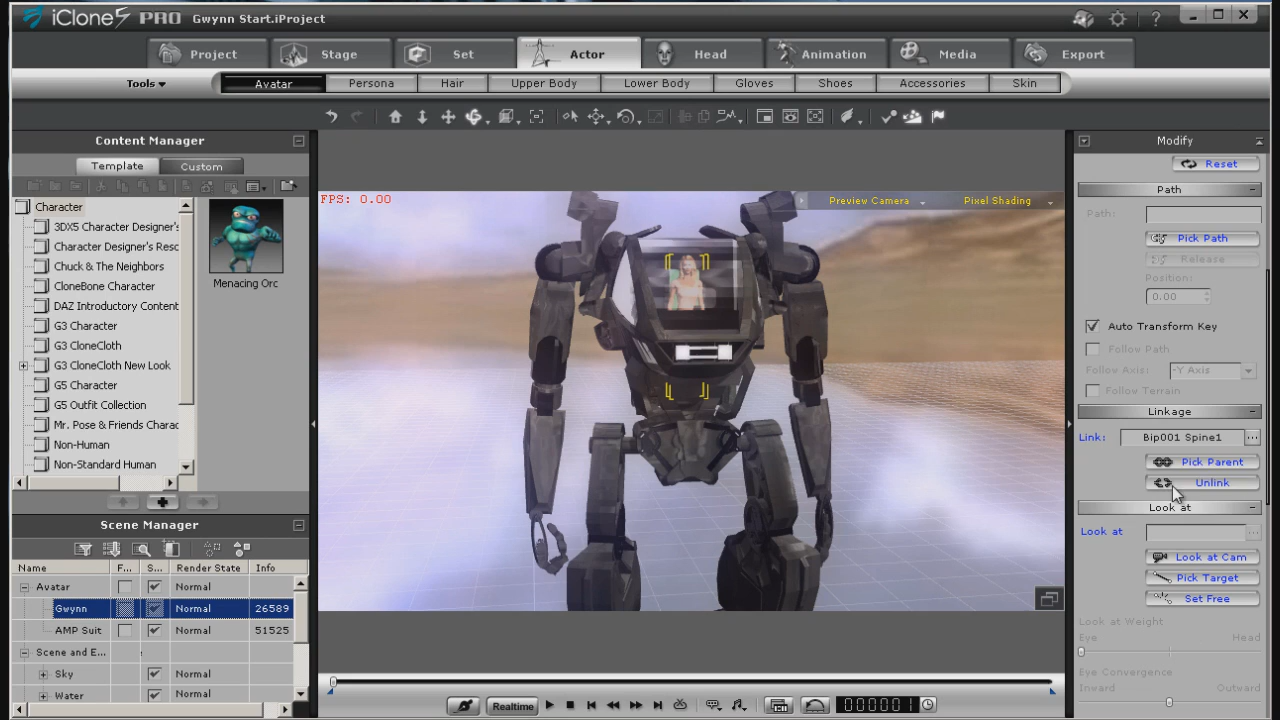 iClone5 PRO Gwynn Start.iProject
Project Stage Set Actor Head Animation Media Export
Tools Avatar Persona Hair Upper Body Lower Body Gloves Shoes Accessories Skin
Content Manager
Template Custom
Character
3DX5 Character Designer's
Character Designer's Resc
Chuck & The Neighbors
CloneBone Character
DAZ Introductory Content
G3 Character
G3 CloneCloth
G3 CloneCloth New Look
G5 Character
G5 Outfit Collection
Mr. Pose & Friends Charac
Non-Human
Non-Standard Human
Menacing Orc
Scene Manager
Name F... S... Render State Info
Avatar Normal
Gwynn Normal 26589
AMP Suit Normal 51525
Scene and E...
Sky Normal
Water Normal
FPS: 0.00
Preview Camera
Pixel Shading
Realtime
000001
Modify
Reset
Path
Path:
Pick Path
Release
Position:
0.00
Auto Transform Key
Follow Path
Follow Axis: -Y Axis
Follow Terrain
Linkage
Link: Bip001 Spine1 ...
Pick Parent
Unlink
Look at
Look at ...
Look at Cam
Pick Target
Set Free
Look at Weight
Eye Head
Eye Convergence
Inward Outward